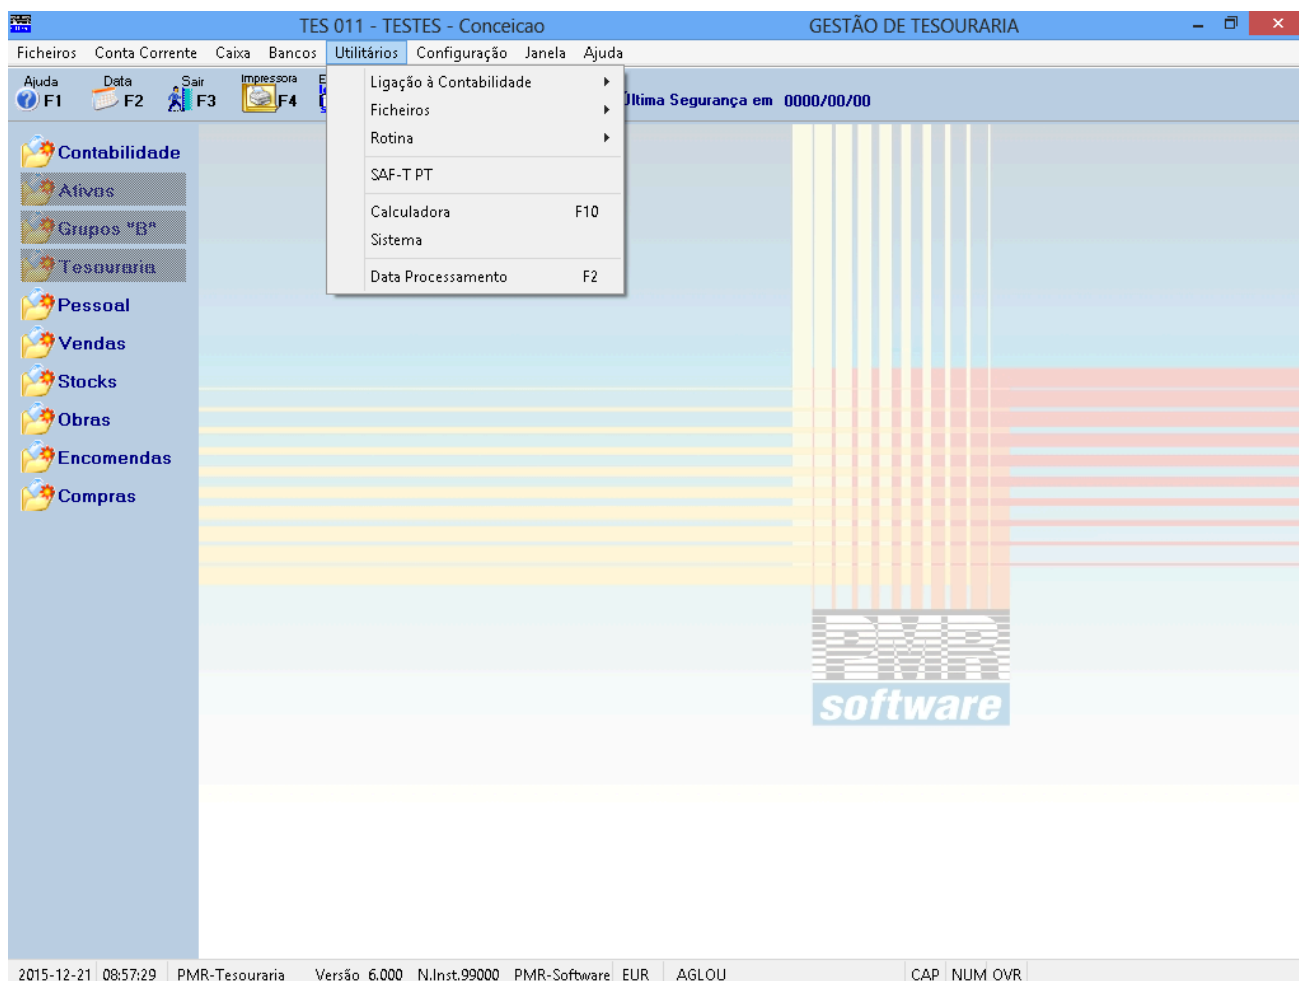 TES 011 - TESTES - Conceicao GESTÃO DE TESOURARIA
Ficheiros Conta Corrente Caixa Bancos Utilitários Configuração Janela Ajuda
Ajuda F1 Data F2 Sair F3 Impressora F4
Última Segurança em 0000/00/00
Ligação à Contabilidade
Ficheiros
Rotina
SAF-T PT
Calculadora F10
Sistema
Data Processamento F2
Contabilidade
Ativos
Grupos "B"
Tesouraria
Pessoal
Vendas
Stocks
Obras
Encomendas
Compras
PMR
software
2015-12-21 08:57:29 PMR-Tesouraria Versão 6.000 N.Inst.99000 PMR-Software EUR AGLOU CAP NUM OVR